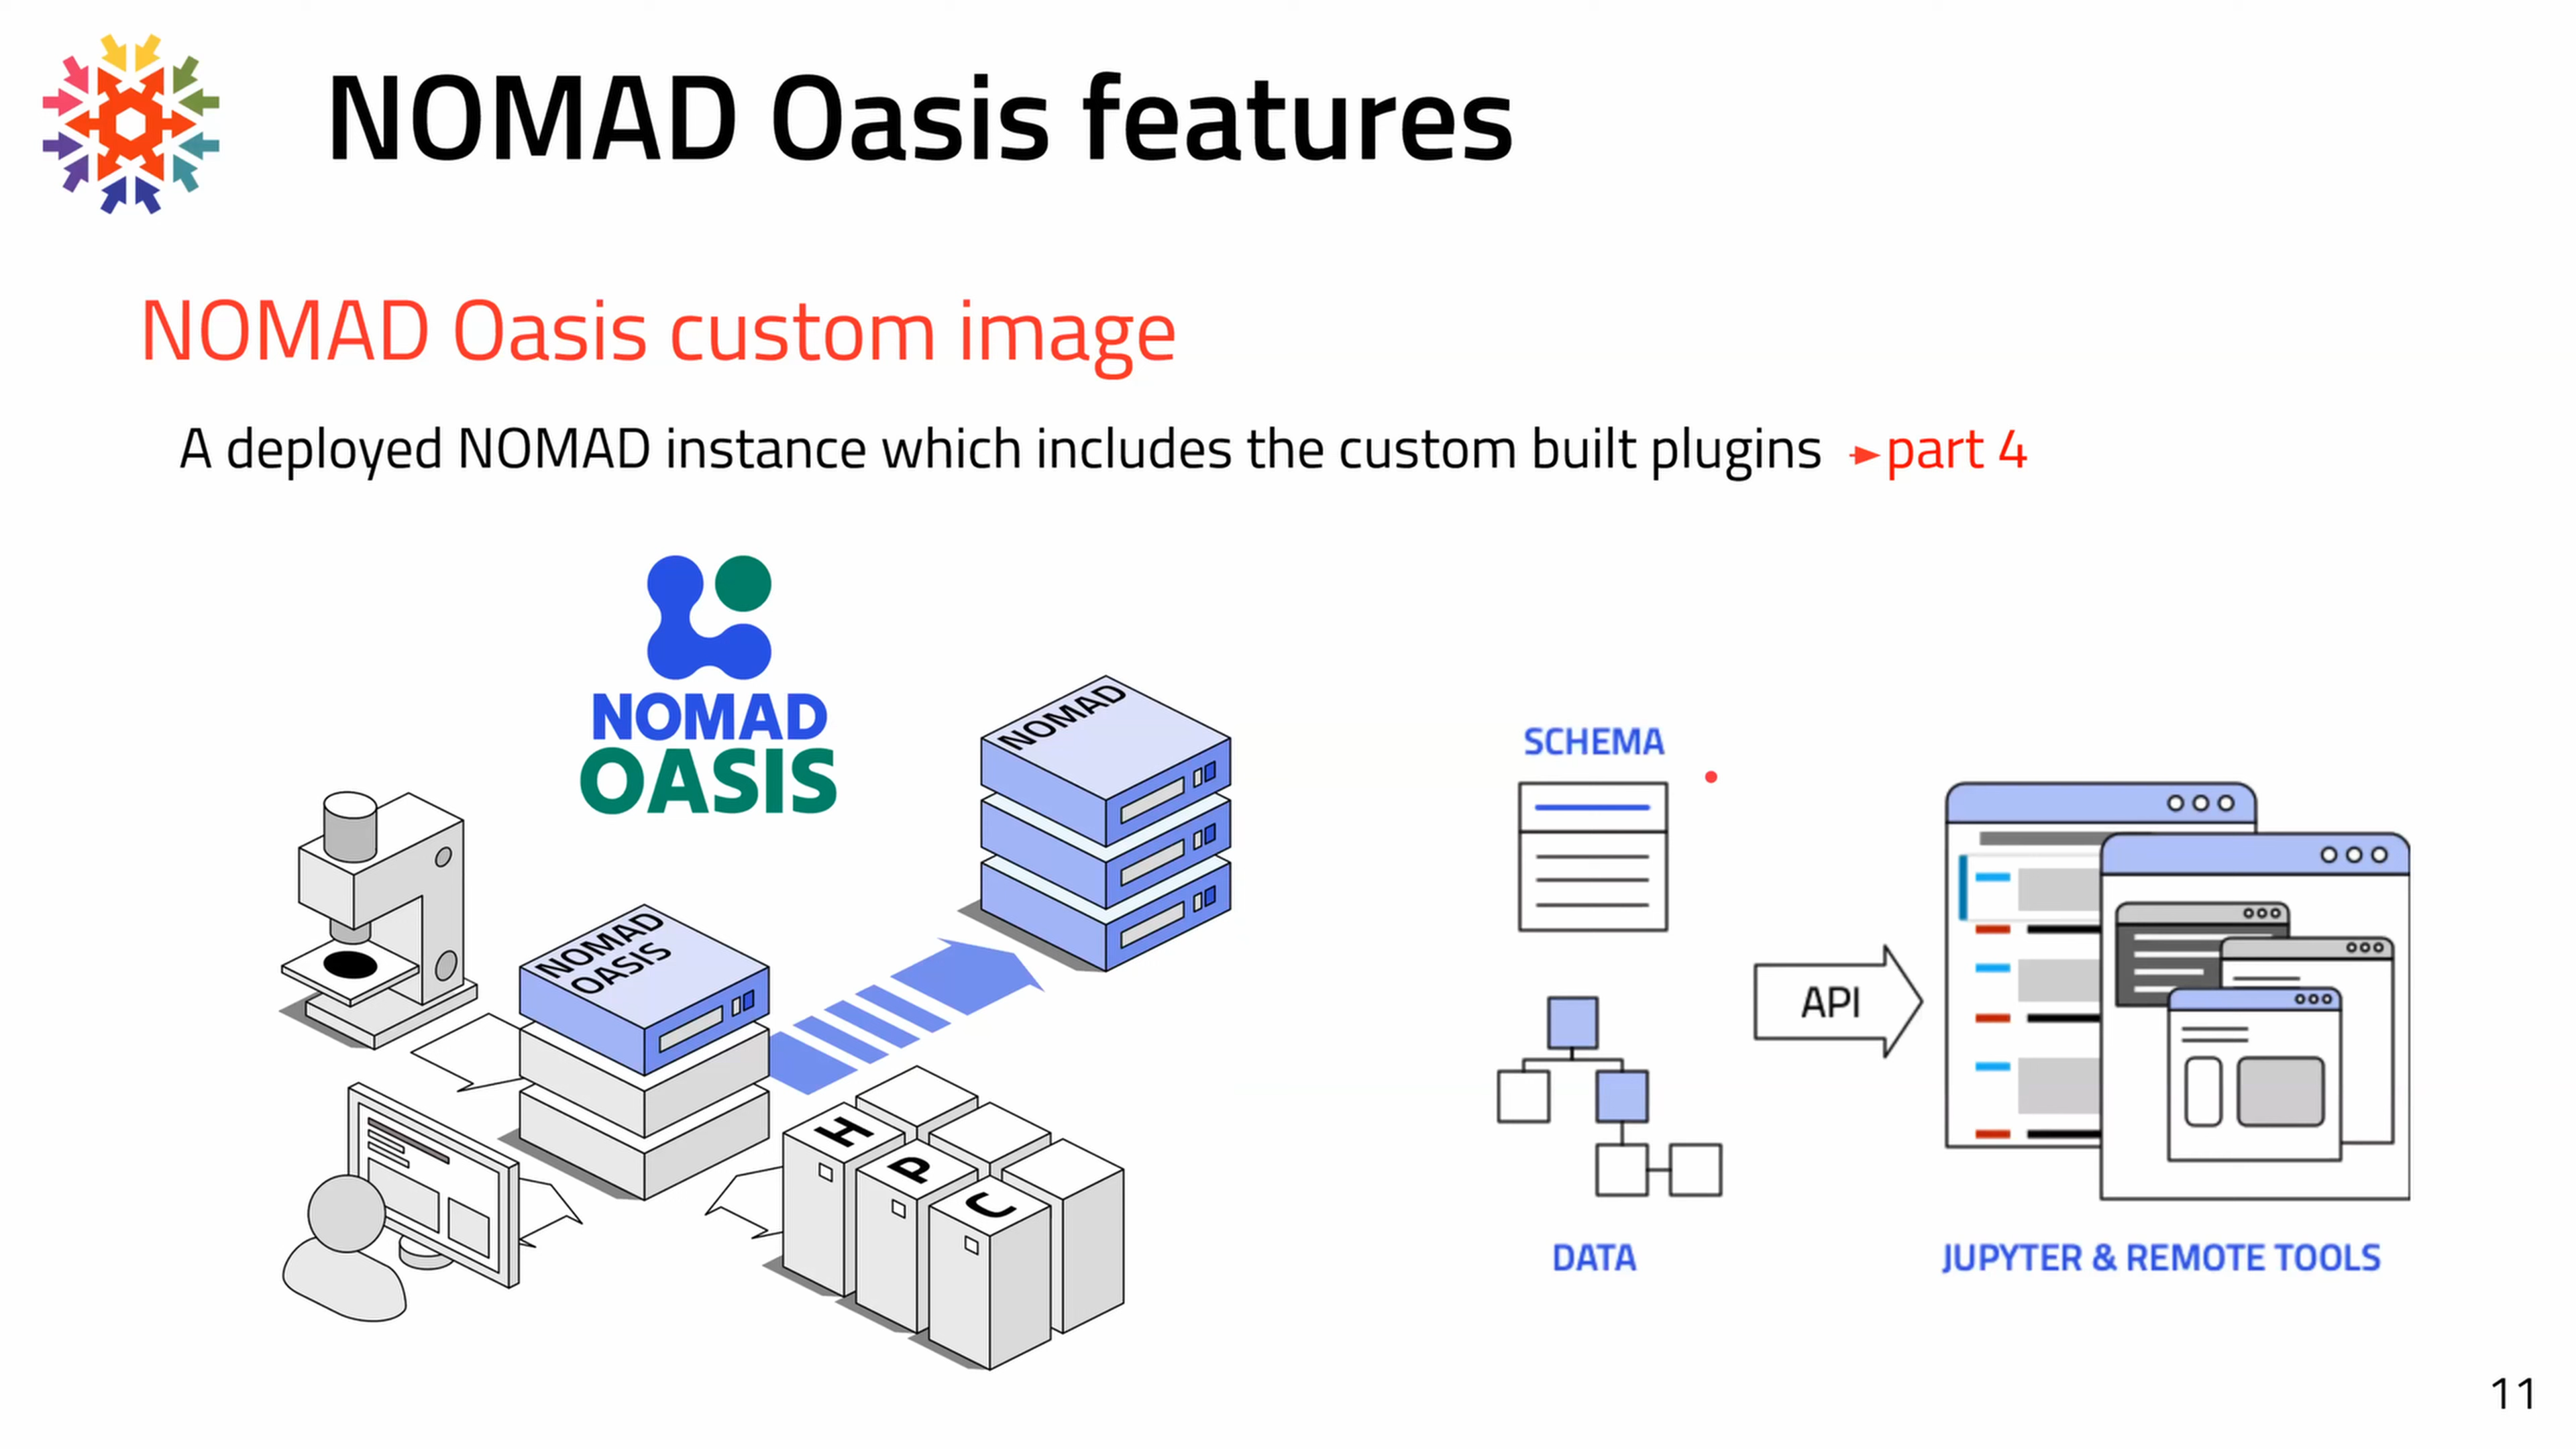 NOMAD Oasis features
NOMAD Oasis custom image
A deployed NOMAD instance which includes the custom built plugins part 4
NOMAD
OASIS
NOMAD
NOMAD
OASIS
H
P
C
SCHEMA
API
DATA
JUPYTER & REMOTE TOOLS
11